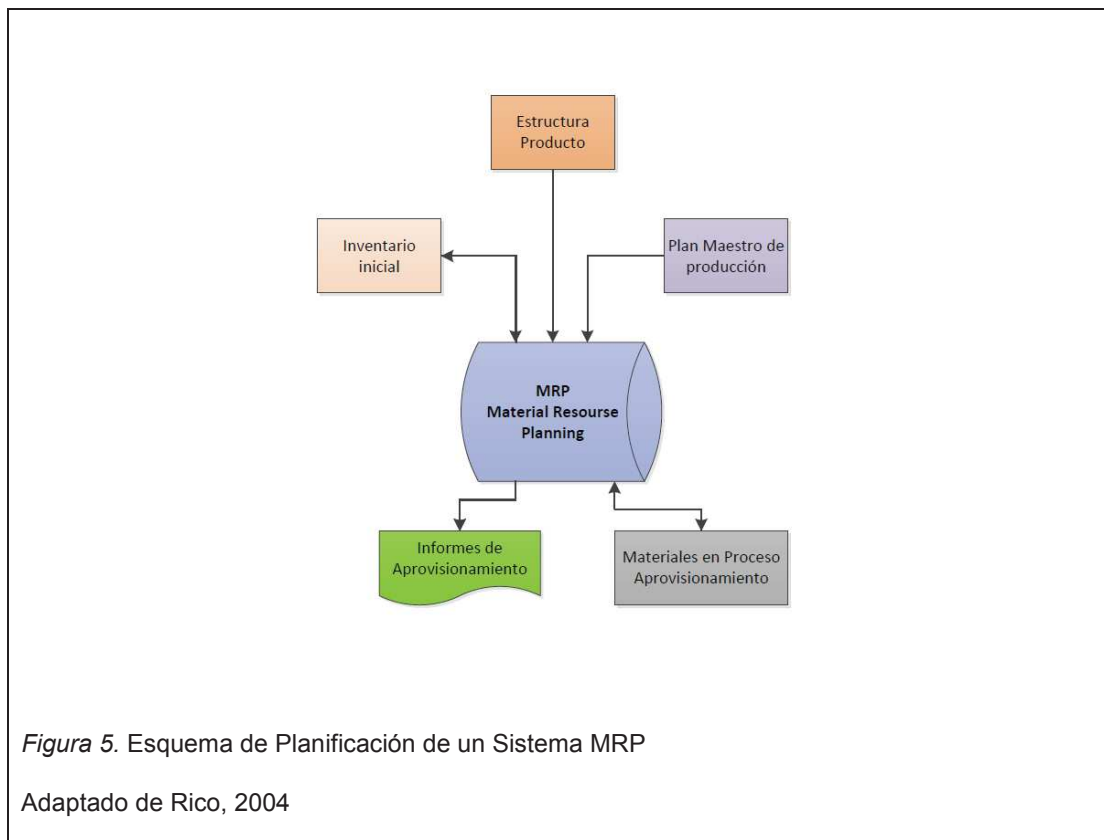 Estructura
Producto
Inventario
inicial
Plan Maestro de
producción
MRP
Material Resourse
Planning
Informes de
Aprovisionamiento
Materiales en Proceso
Aprovisionamiento
Figura 5. Esquema de Planificación de un Sistema MRP
Adaptado de Rico, 2004